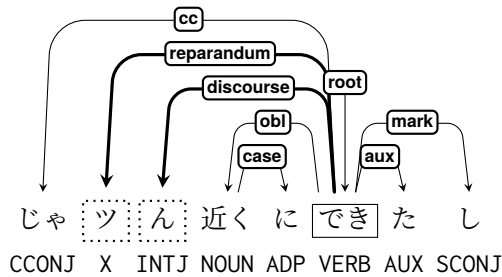 cc
reparandum
root
discourse
obl
mark
case
aux
じゃ ツ ん 近く に でき た し
CCONJ X INTJ NOUN ADP VERB AUX SCONJ